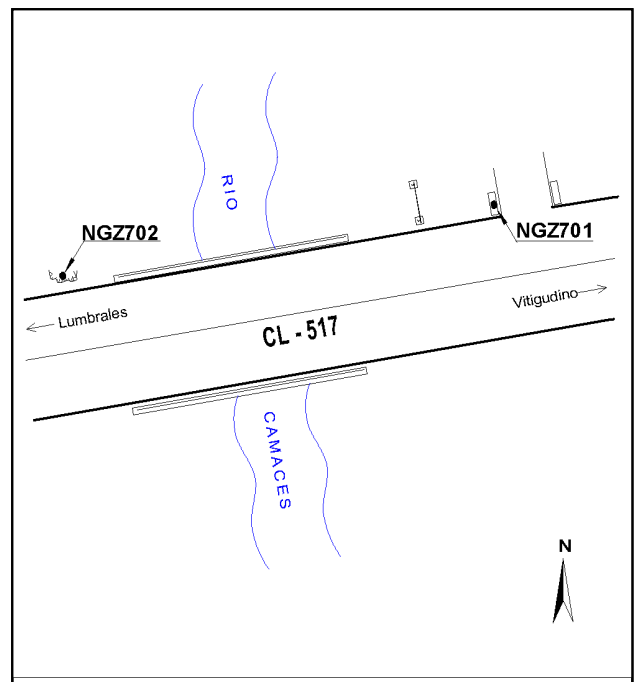 RIO
NGZ702
NGZ701
Lumbrales
Vitigudino
CL - 517
CAMACES
N